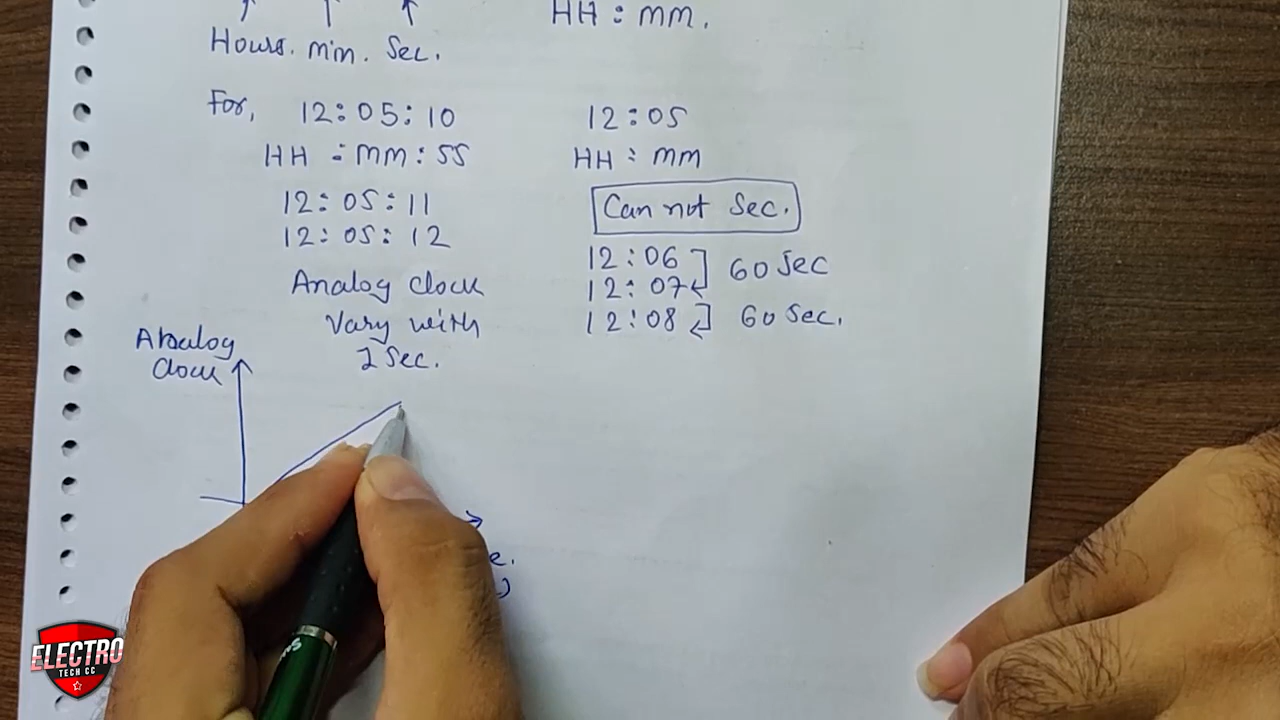 Hours. min. Sec.
For, 12:05:10
HH : MM : SS
12:05:11
12:05:12
Analog clock
Vary with
1 Sec.
Analog
Clock
HH : mm.
12:05
HH : mm
Can not Sec.
12:06
12:07
60 Sec
12:08
60 Sec.
ELECTRO
TECH CC